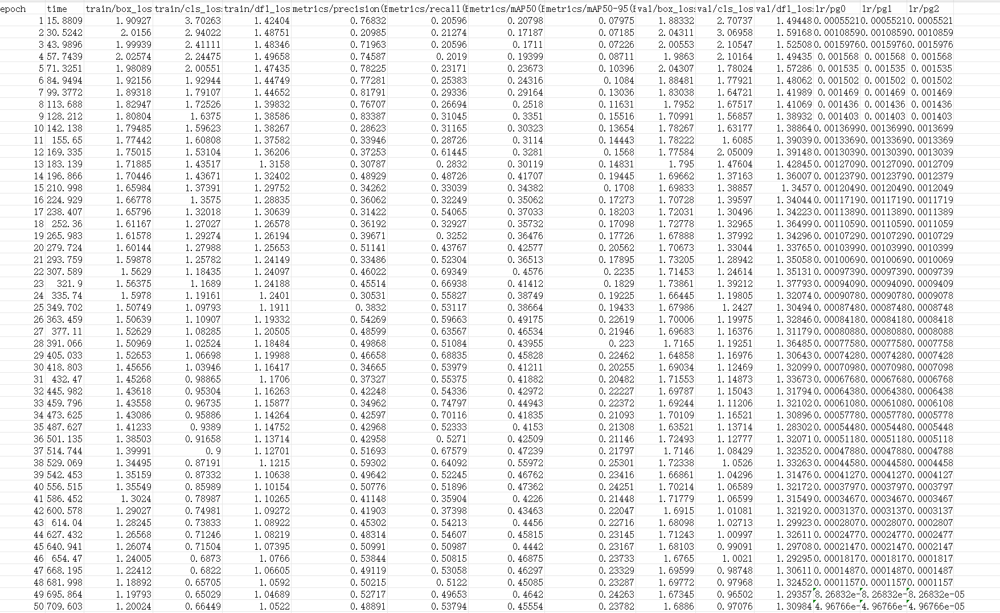 epoch time train/box_los train/cls_los train/dfl_los metrics/precision(E metrics/recall(E metrics/mAP50(E metrics/mAP50-95(E val/box_los val/cls_los val/dfl_los lr/pg0 lr/pg1 lr/pg2
1 15.8809 1.90927 3.70263 1.42404 0.76832 0.20596 0.20798 0.07975 1.88332 2.70737 1.49448 0.0005521 0.0005521 0.0005521
2 30.5242 2.0156 2.94022 1.48751 0.20985 0.21274 0.17187 0.07185 2.04311 3.06958 1.59168 0.0010859 0.0010859 0.0010859
3 43.9896 1.99939 2.41111 1.48346 0.71963 0.20596 0.1711 0.07226 2.00553 2.10547 1.52508 0.0015976 0.0015976 0.0015976
4 57.7439 2.02574 2.24475 1.49658 0.74587 0.2019 0.19399 0.08711 1.9863 2.10164 1.49435 0.001568 0.001568 0.001568
5 71.3251 1.98089 2.00551 1.47435 0.78225 0.23171 0.23673 0.10396 2.04307 1.78024 1.57286 0.001535 0.001535 0.001535
6 84.9494 1.92156 1.92944 1.44749 0.77281 0.25383 0.24316 0.1084 1.88481 1.77921 1.48062 0.001502 0.001502 0.001502
7 99.3772 1.89318 1.79107 1.44652 0.81791 0.29336 0.29164 0.13036 1.83038 1.64721 1.41989 0.001469 0.001469 0.001469
8 113.688 1.82947 1.72526 1.39832 0.76707 0.26694 0.2518 0.11631 1.7952 1.67517 1.41069 0.001436 0.001436 0.001436
9 128.212 1.80804 1.6375 1.38586 0.83387 0.31045 0.3351 0.15516 1.70991 1.56857 1.38932 0.001403 0.001403 0.001403
10 142.138 1.79485 1.59623 1.38267 0.28623 0.31165 0.30323 0.13654 1.78267 1.63177 1.38864 0.0013699 0.0013699 0.0013699
11 155.65 1.77442 1.60808 1.37582 0.33946 0.28726 0.3114 0.14443 1.78222 1.6085 1.39039 0.0013369 0.0013369 0.0013369
12 169.335 1.75015 1.53104 1.36206 0.37253 0.61445 0.3281 0.1568 1.77584 2.05009 1.39148 0.0013039 0.0013039 0.0013039
13 183.139 1.71885 1.43517 1.3158 0.30787 0.2832 0.30119 0.14831 1.795 1.47604 1.42845 0.0012709 0.0012709 0.0012709
14 196.866 1.70446 1.43671 1.32402 0.48929 0.48726 0.41707 0.19445 1.69662 1.37163 1.36007 0.0012379 0.0012379 0.0012379
15 210.998 1.65984 1.37391 1.29752 0.34262 0.33039 0.34382 0.1708 1.69833 1.38857 1.3457 0.0012049 0.0012049 0.0012049
16 224.929 1.66778 1.3575 1.28835 0.36062 0.32249 0.35062 0.17273 1.70728 1.39597 1.34044 0.0011719 0.0011719 0.0011719
17 238.407 1.65796 1.32018 1.30639 0.31422 0.54065 0.37033 0.18203 1.72031 1.30496 1.34223 0.0011389 0.0011389 0.0011389
18 252.36 1.61167 1.27027 1.26578 0.36192 0.32927 0.35732 0.17098 1.72778 1.32965 1.36499 0.0011059 0.0011059 0.0011059
19 265.983 1.61578 1.29274 1.26194 0.39671 0.3252 0.36476 0.17726 1.67888 1.37992 1.34296 0.0010729 0.0010729 0.0010729
20 279.724 1.60144 1.27988 1.25653 0.51141 0.43767 0.42577 0.20562 1.70673 1.33044 1.33765 0.0010399 0.0010399 0.0010399
21 293.759 1.59878 1.25782 1.24149 0.33486 0.52304 0.36513 0.17895 1.73205 1.28942 1.35058 0.0010069 0.0010069 0.0010069
22 307.589 1.5629 1.18435 1.24097 0.46022 0.69349 0.4576 0.2235 1.71453 1.24614 1.35131 0.0009739 0.0009739 0.0009739
23 321.9 1.56375 1.1689 1.24188 0.45514 0.66938 0.41412 0.1829 1.73861 1.39212 1.37793 0.0009409 0.0009409 0.0009409
24 335.74 1.5978 1.19161 1.2401 0.30531 0.55827 0.38749 0.19225 1.66445 1.19805 1.32074 0.0009078 0.0009078 0.0009078
25 349.702 1.50749 1.09793 1.1911 0.3832 0.53117 0.38664 0.19433 1.67986 1.2427 1.30494 0.0008748 0.0008748 0.0008748
26 363.459 1.50639 1.10907 1.19332 0.54269 0.59663 0.49175 0.22619 1.70006 1.19975 1.32846 0.0008418 0.0008418 0.0008418
27 377.11 1.52629 1.08285 1.20505 0.48599 0.63567 0.46534 0.21946 1.69683 1.16376 1.31179 0.0008088 0.0008088 0.0008088
28 391.066 1.50969 1.02524 1.18484 0.49868 0.51084 0.43955 0.223 1.7165 1.19251 1.36485 0.0007758 0.0007758 0.0007758
29 405.033 1.52653 1.06698 1.19988 0.46658 0.68835 0.45828 0.22462 1.64858 1.16976 1.30643 0.0007428 0.0007428 0.0007428
30 418.803 1.45656 1.03946 1.16417 0.34665 0.53979 0.41211 0.20255 1.69034 1.12469 1.32099 0.0007098 0.0007098 0.0007098
31 432.47 1.45268 0.98865 1.1706 0.37327 0.55375 0.41882 0.20482 1.71553 1.14873 1.33673 0.0006768 0.0006768 0.0006768
32 445.982 1.43618 0.95304 1.16263 0.42248 0.54336 0.42972 0.22227 1.69787 1.15043 1.31794 0.0006438 0.0006438 0.0006438
33 459.796 1.43558 0.96735 1.15877 0.34962 0.74797 0.44943 0.22372 1.69244 1.11206 1.32102 0.0006108 0.0006108 0.0006108
34 473.625 1.43086 0.95886 1.14264 0.42597 0.70116 0.41835 0.21093 1.70109 1.16521 1.30896 0.0005778 0.0005778 0.0005778
35 487.627 1.41233 0.9389 1.14752 0.42968 0.52333 0.4153 0.21308 1.63521 1.13714 1.28302 0.0005448 0.0005448 0.0005448
36 501.135 1.38503 0.91658 1.13714 0.42958 0.5271 0.42509 0.21146 1.72493 1.12777 1.32071 0.0005118 0.0005118 0.0005118
37 514.744 1.39991 0.9 1.12701 0.51693 0.67579 0.47239 0.21797 1.7146 1.08429 1.32352 0.0004788 0.0004788 0.0004788
38 529.069 1.34495 0.87191 1.1215 0.59302 0.64092 0.55972 0.25301 1.72338 1.0526 1.33263 0.0004458 0.0004458 0.0004458
39 542.453 1.35159 0.87332 1.10638 0.49642 0.52245 0.46762 0.23416 1.66861 1.04296 1.31476 0.0004127 0.0004127 0.0004127
40 556.515 1.35549 0.85989 1.10154 0.50776 0.51896 0.47362 0.24251 1.70214 1.06589 1.32172 0.0003797 0.0003797 0.0003797
41 586.452 1.3024 0.78987 1.10265 0.41148 0.35904 0.4226 0.21448 1.71779 1.06599 1.31549 0.0003467 0.0003467 0.0003467
42 600.578 1.29027 0.74981 1.09272 0.41903 0.37398 0.43463 0.22047 1.6915 1.01081 1.32192 0.0003137 0.0003137 0.0003137
43 614.04 1.28245 0.73833 1.08922 0.45302 0.54213 0.4456 0.22716 1.68098 1.02713 1.29923 0.0002807 0.0002807 0.0002807
44 627.432 1.26568 0.71246 1.08219 0.48314 0.54607 0.45815 0.23145 1.71243 1.00997 1.32611 0.0002477 0.0002477 0.0002477
45 640.941 1.26074 0.71504 1.07395 0.50991 0.50987 0.4442 0.23167 1.68103 0.99091 1.29708 0.0002147 0.0002147 0.0002147
46 654.47 1.24005 0.6873 1.0766 0.53844 0.50815 0.46875 0.23733 1.6765 1.0021 1.29295 0.0001817 0.0001817 0.0001817
47 668.195 1.22412 0.6822 1.06605 0.49119 0.53058 0.46297 0.23329 1.69599 0.98748 1.30611 0.0001487 0.0001487 0.0001487
48 681.998 1.18892 0.65705 1.0592 0.50215 0.5122 0.45085 0.23287 1.69772 0.97968 1.32452 0.0001157 0.0001157 0.0001157
49 695.864 1.19793 0.65029 1.04689 0.52717 0.49653 0.4642 0.24263 1.67345 0.96502 1.29357 8.26832e- 8.26832e- 8.26832e-05
50 709.603 1.20024 0.66449 1.0522 0.48891 0.53794 0.45554 0.23782 1.6886 0.97076 1.30984 4.96766e- 4.96766e- 4.96766e-05